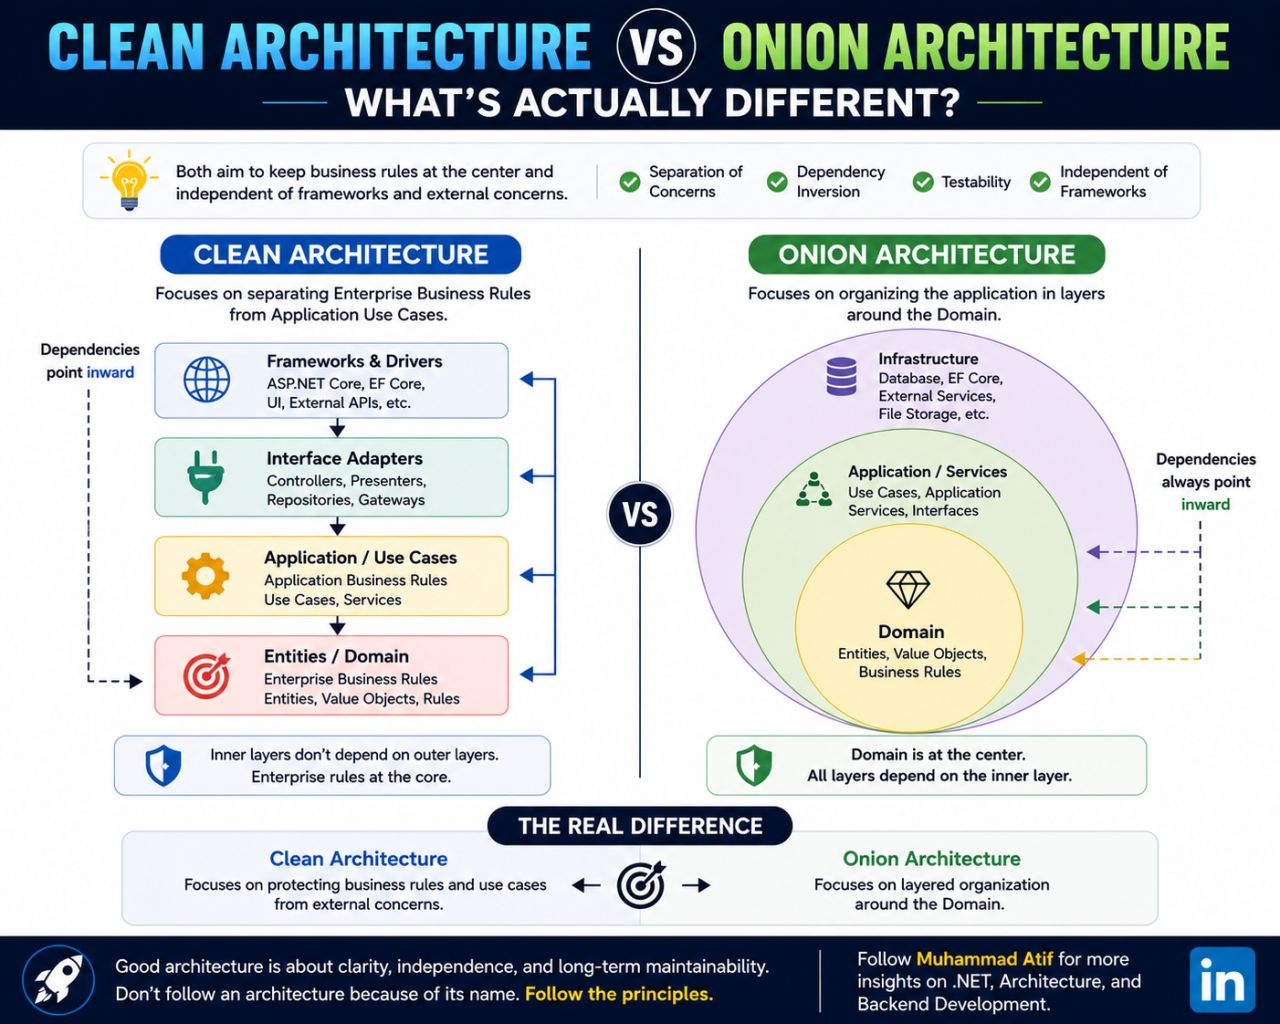 CLEAN ARCHITECTURE VS ONION ARCHITECTURE
WHAT'S ACTUALLY DIFFERENT?
Both aim to keep business rules at the center and
independent of frameworks and external concerns.
Separation of
Concerns
Dependency
Inversion
Testability
Independent of
Frameworks
CLEAN ARCHITECTURE
Focuses on separating Enterprise Business Rules
from Application Use Cases.
Dependencies
point inward
Frameworks & Drivers
ASP.NET Core, EF Core,
UI, External APIs, etc.
Interface Adapters
Controllers, Presenters,
Repositories, Gateways
Application / Use Cases
Application Business Rules
Use Cases, Services
Entities / Domain
Enterprise Business Rules
Entities, Value Objects, Rules
Inner layers don't depend on outer layers.
Enterprise rules at the core.
VS
ONION ARCHITECTURE
Focuses on organizing the application in layers
around the Domain.
Infrastructure
Database, EF Core,
External Services,
File Storage, etc.
Application / Services
Use Cases, Application
Services, Interfaces
Domain
Entities, Value Objects,
Business Rules
Dependencies
always point
inward
Domain is at the center.
All layers depend on the inner layer.
THE REAL DIFFERENCE
Clean Architecture
Focuses on protecting business rules and use cases
from external concerns.
Onion Architecture
Focuses on layered organization
around the Domain.
Good architecture is about clarity, independence, and long-term maintainability.
Don't follow an architecture because of its name. Follow the principles.
Follow Muhammad Atif for more
insights on .NET, Architecture, and
Backend Development.
in